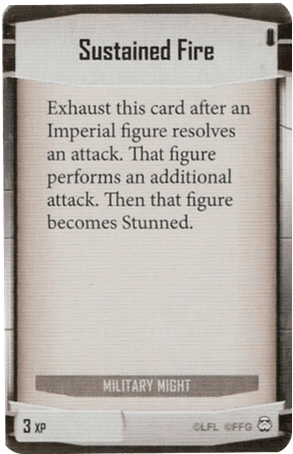 Sustained Fire
Exhaust this card after an
Imperial figure resolves
an attack. That figure
performs an additional
attack. Then that figure
becomes Stunned.
MILITARY MIGHT
3 XP
©LFL ©FFG